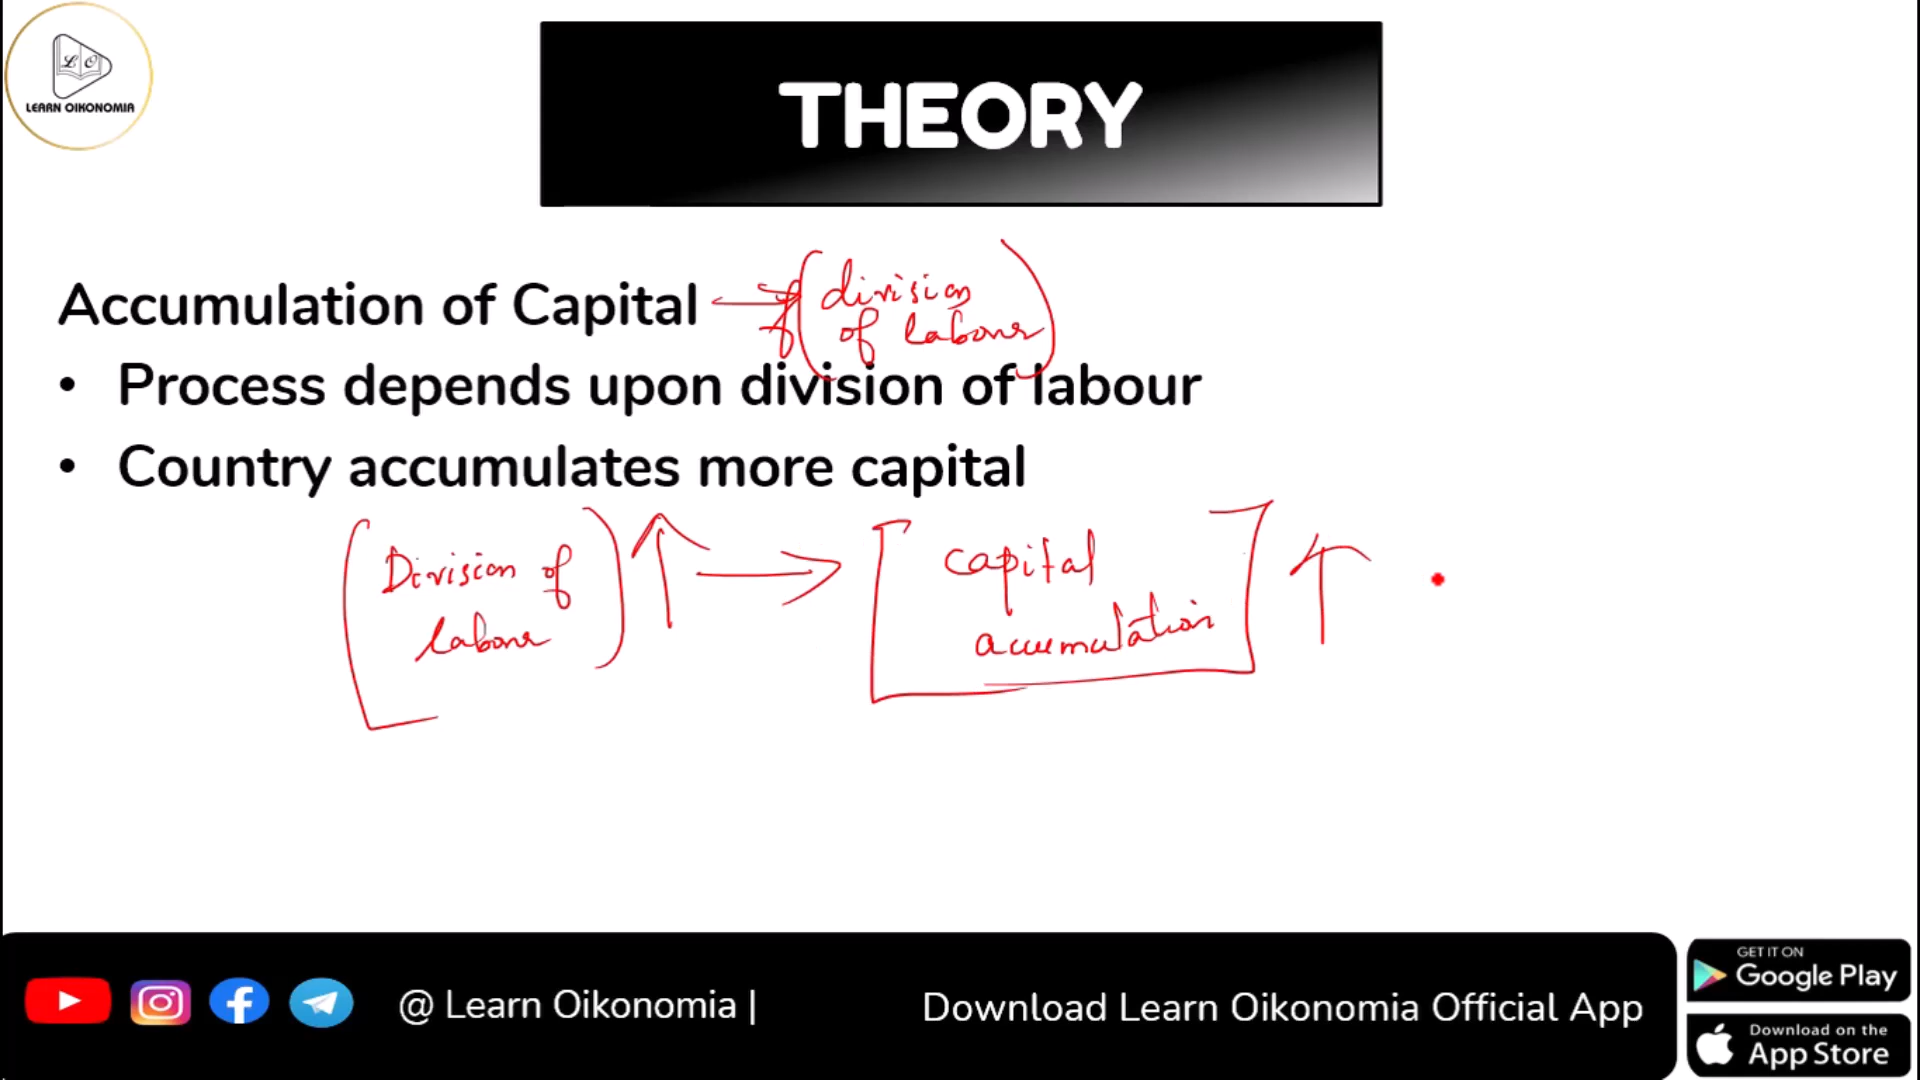 L O
LEARN OIKONOMIA
THEORY
Accumulation of Capital → f (division
of labour)
• Process depends upon division of labour
• Country accumulates more capital
(Division of
labour) ↑ → [capital
accumulation] ↑
@ Learn Oikonomia |
Download Learn Oikonomia Official App
GET IT ON
Google Play
Download on the
App Store